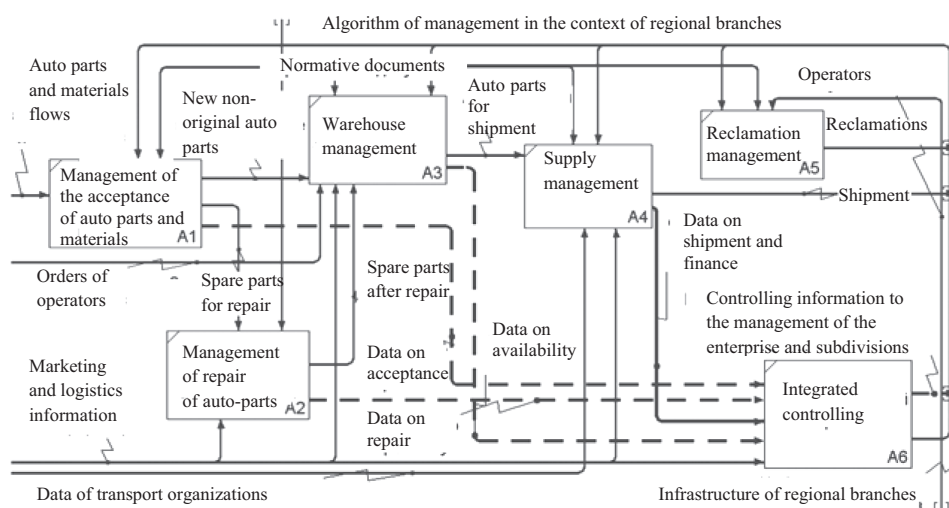 Algorithm of management in the context of regional branches
Auto parts
and materials
flows
Normative documents
Operators
New non-
original auto
parts
Auto parts
for
shipment
Warehouse
management
A3
Reclamation
management
A5
Reclamations
Management of
the acceptance
of auto parts and
materials
A1
Supply
management
A4
Shipment
Orders of
operators
Spare parts
for repair
Spare parts
after repair
Data on
shipment and
finance
Controlling information to
the management of the
enterprise and subdivisions
Marketing
and logistics
information
Management
of repair
of auto-parts
A2
Data on
acceptance
Data on
availability
Data on
repair
Integrated
controlling
i
A6
Data of transport organizations
Infrastructure of regional branches